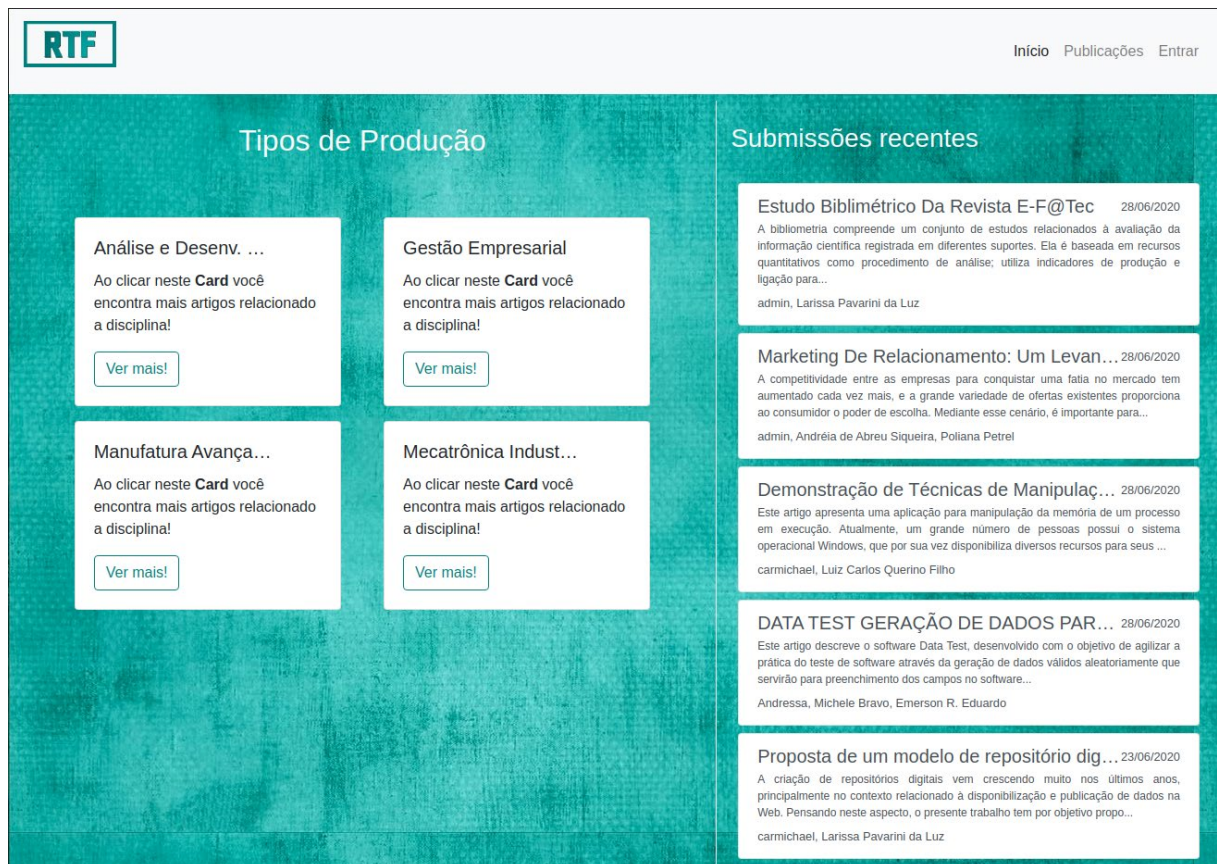 RTF
Início Publicações Entrar
Tipos de Produção
Análise e Desenv. ...
Ao clicar neste Card você
encontra mais artigos relacionado
a disciplina!
Ver mais!
Gestão Empresarial
Ao clicar neste Card você
encontra mais artigos relacionado
a disciplina!
Ver mais!
Manufatura Avança...
Ao clicar neste Card você
encontra mais artigos relacionado
a disciplina!
Ver mais!
Mecatrônica Indust...
Ao clicar neste Card você
encontra mais artigos relacionado
a disciplina!
Ver mais!
Submissões recentes
Estudo Biblimétrico Da Revista E-F@Tec 28/06/2020
A bibliometria compreende um conjunto de estudos relacionados à avaliação da
informação científica registrada em diferentes suportes. Ela é baseada em recursos
quantitativos como procedimento de análise; utiliza indicadores de produção e
ligação para...
admin, Larissa Pavarini da Luz
Marketing De Relacionamento: Um Levan... 28/06/2020
A competitividade entre as empresas para conquistar uma fatia no mercado tem
aumentado cada vez mais, e a grande variedade de ofertas existentes proporciona
ao consumidor o poder de escolha. Mediante esse cenário, é importante para...
admin, Andréia de Abreu Siqueira, Poliana Petrel
Demonstração de Técnicas de Manipulaç... 28/06/2020
Este artigo apresenta uma aplicação para manipulação da memória de um processo
em execução. Atualmente, um grande número de pessoas possui o sistema
operacional Windows, que por sua vez disponibiliza diversos recursos para seus ...
carmichael, Luiz Carlos Querino Filho
DATA TEST GERAÇÃO DE DADOS PAR... 28/06/2020
Este artigo descreve o software Data Test, desenvolvido com o objetivo de agilizar a
prática do teste de software através da geração de dados válidos aleatoriamente que
servirão para preenchimento dos campos no software...
Andressa, Michele Bravo, Emerson R. Eduardo
Proposta de um modelo de repositório dig... 23/06/2020
A criação de repositórios digitais vem crescendo muito nos últimos anos,
principalmente no contexto relacionado à disponibilização e publicação de dados na
Web. Pensando neste aspecto, o presente trabalho tem por objetivo propo...
carmichael, Larissa Pavarini da Luz